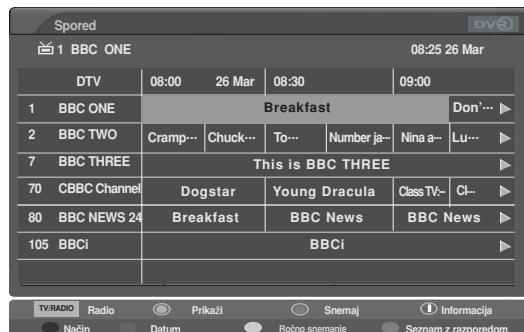 Spored DVR
1 BBC ONE 08:25 26 Mar
DTV 08:00 26 Mar 08:30 09:00
1 BBC ONE Breakfast Don'···
2 BBC TWO Cramp··· Chuck··· To··· Number ja··· Nina a··· Lu···
7 BBC THREE This is BBC THREE
70 CBBC Channel Dogstar Young Dracula Class TV:··· Cl···
80 BBC NEWS 24 Breakfast BBC News BBC News
105 BBCi BBCi
TV/RADIO Radio Prikaži Snemaj Informacija
Način Datum Ročno snemanje Seznam z razporedom